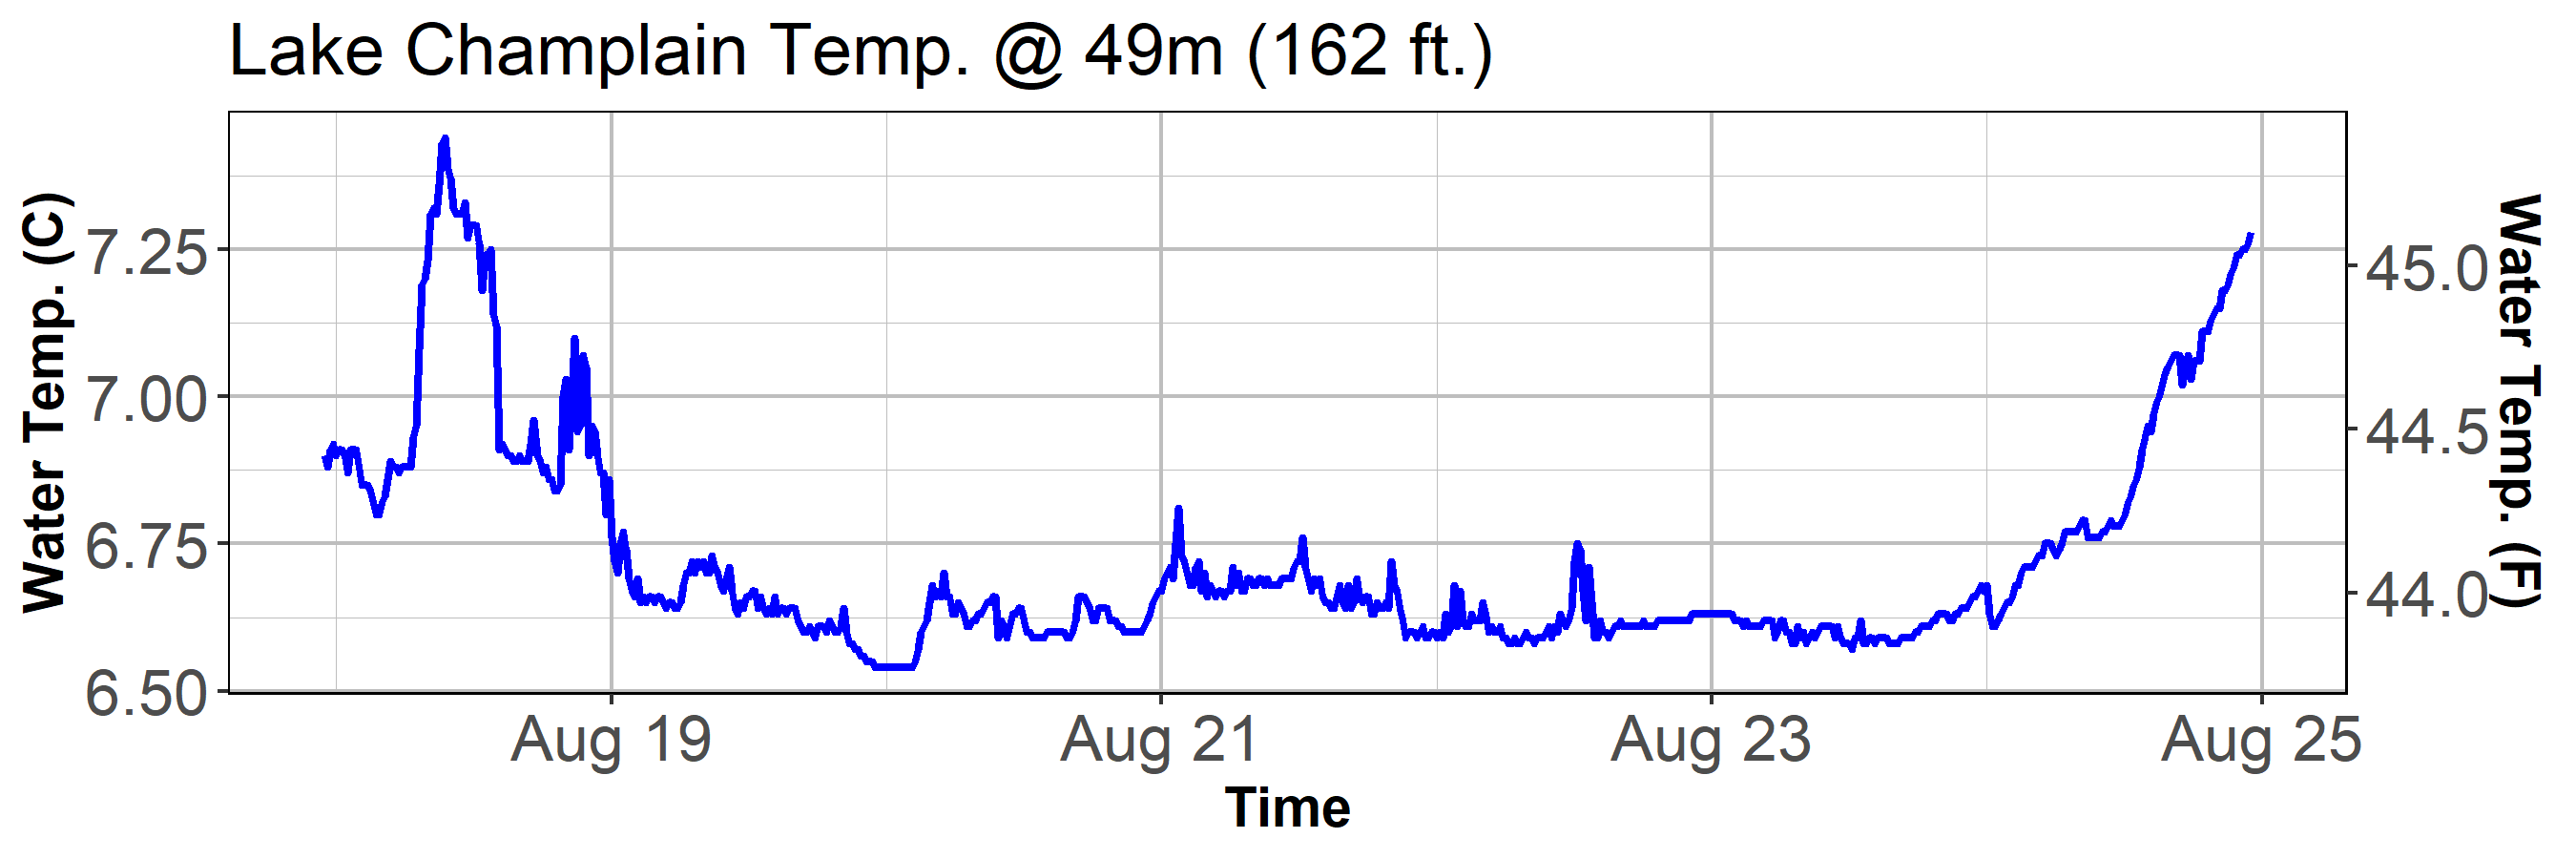 Lake Champlain Temp. @ 49m (162 ft.)
Water Temp. (C)
7.25
7.00
6.75
6.50
45.0
44.5
44.0
Water Temp. (F)
Aug 19
Aug 21
Aug 23
Aug 25
Time